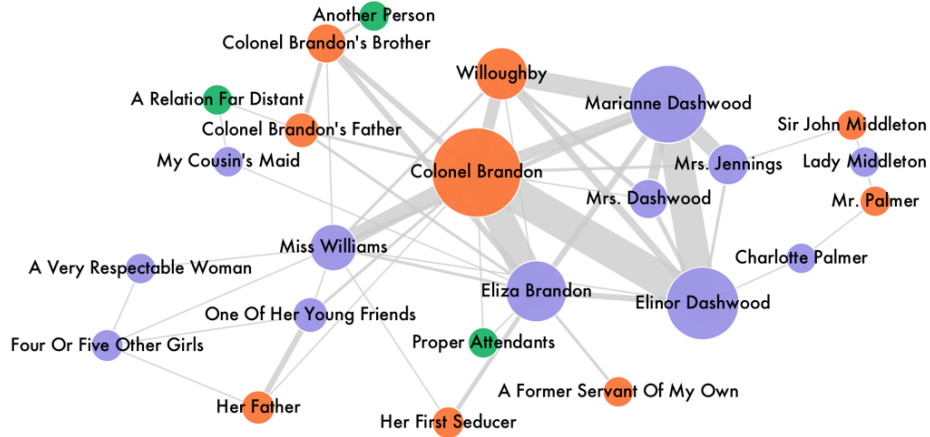 Another Person
Colonel Brandon's Brother
Willoughby
A Relation Far Distant
Marianne Dashwood
Colonel Brandon's Father
Sir John Middleton
My Cousin's Maid
Colonel Brandon
Mrs. Jennings
Lady Middleton
Mrs. Dashwood
Mr. Palmer
Miss Williams
Charlotte Palmer
A Very Respectable Woman
Eliza Brandon
Elinor Dashwood
One Of Her Young Friends
Four Or Five Other Girls
Proper Attendants
A Former Servant Of My Own
Her Father
Her First Seducer